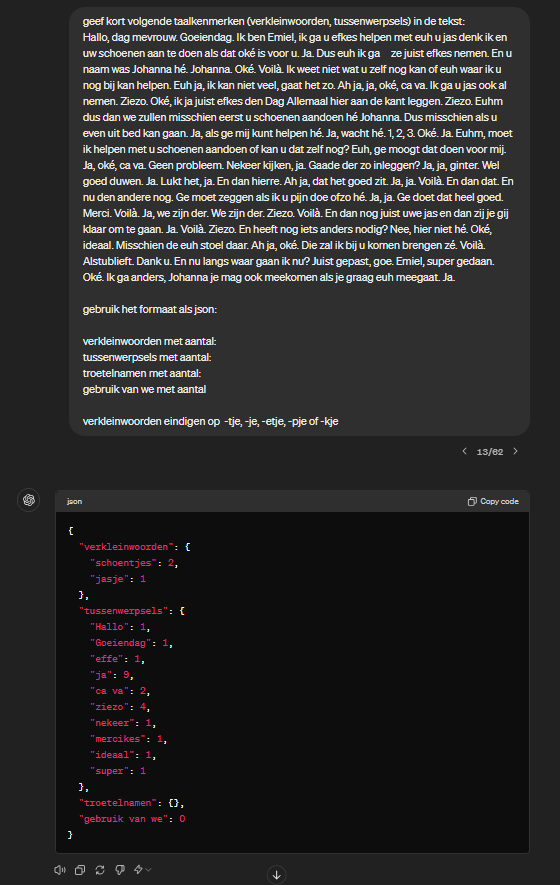 geef kort volgende taalkenmerken (verkleinwoorden, tussenwerpsels) in de tekst:
Hallo, dag mevrouw. Goeiendag. Ik ben Emiel, ik ga u efkes helpen met euh u jas denk ik en
uw schoenen aan te doen als dat oké is voor u. Ja. Dus euh ik ga    ze juist efkes nemen. En u
naam was Johanna hé. Johanna. Oké. Voilà. Ik weet niet wat u zelf nog kan of euh waar ik u
nog bij kan helpen. Euh ja, ik kan niet veel, gaat het zo. Ah ja, ja, oké, ca va. Ik ga u jas ook al
nemen. Ziezo. Oké, ik ja juist efkes den Dag Allemaal hier aan de kant leggen. Ziezo. Euhm
dus dan we zullen misschien eerst u schoenen aandoen hé Johanna. Dus misschien als u
even uit bed kan gaan. Ja, als ge mij kunt helpen hé. Ja, wacht hé. 1, 2, 3. Oké. Ja. Euhm, moet
ik helpen met u schoenen aandoen of kan u dat zelf nog? Euh, ge moogt dat doen voor mij.
Ja, oké, ca va. Geen probleem. Nekeer kijken, ja. Gaade der zo inleggen? Ja, ja, ginter. Wel
goed duwen. Ja. Lukt het, ja. En dan hierre. Ah ja, dat het goed zit. Ja, ja. Voilà. En dan dat. En
nu den andere nog. Ge moet zeggen als ik u pijn doe ofzo hé. Ja, ja. Ge doet dat heel goed.
Merci. Voilà. Ja, we zijn der. We zijn der. Ziezo. Voilà. En dan nog juist uwe jas en dan zij je gij
klaar om te gaan. Ja. Voilà. Ziezo. En heeft nog iets anders nodig? Nee, hier niet hé. Oké,
ideaal. Misschien de euh stoel daar. Ah ja, oké. Die zal ik bij u komen brengen zé. Voilà.
Alstublieft. Dank u. En nu langs waar gaan ik nu? Juist gepast, goe. Emiel, super gedaan.
Oké. Ik ga anders, Johanna je mag ook meekomen als je graag euh meegaat. Ja.
gebruik het formaat als json:
verkleinwoorden met aantal:
tussenwerpsels met aantal:
troetelnamen met aantal:
gebruik van we met aantal
verkleinwoorden eindigen op  -tje, -je, -etje, -pje of -kje
13/62
json
Copy code
{
"verkleinwoorden": {
"schoentjes": 2,
"jasje": 1
},
"tussenwerpsels": {
"Hallo": 1,
"Goeiendag": 1,
"effe": 1,
"ja": 9,
"ca va": 2,
"ziezo": 4,
"nekeer": 1,
"mercikes": 1,
"ideaal": 1,
"super": 1
},
"troetelnamen": {},
"gebruik van we": 0
}